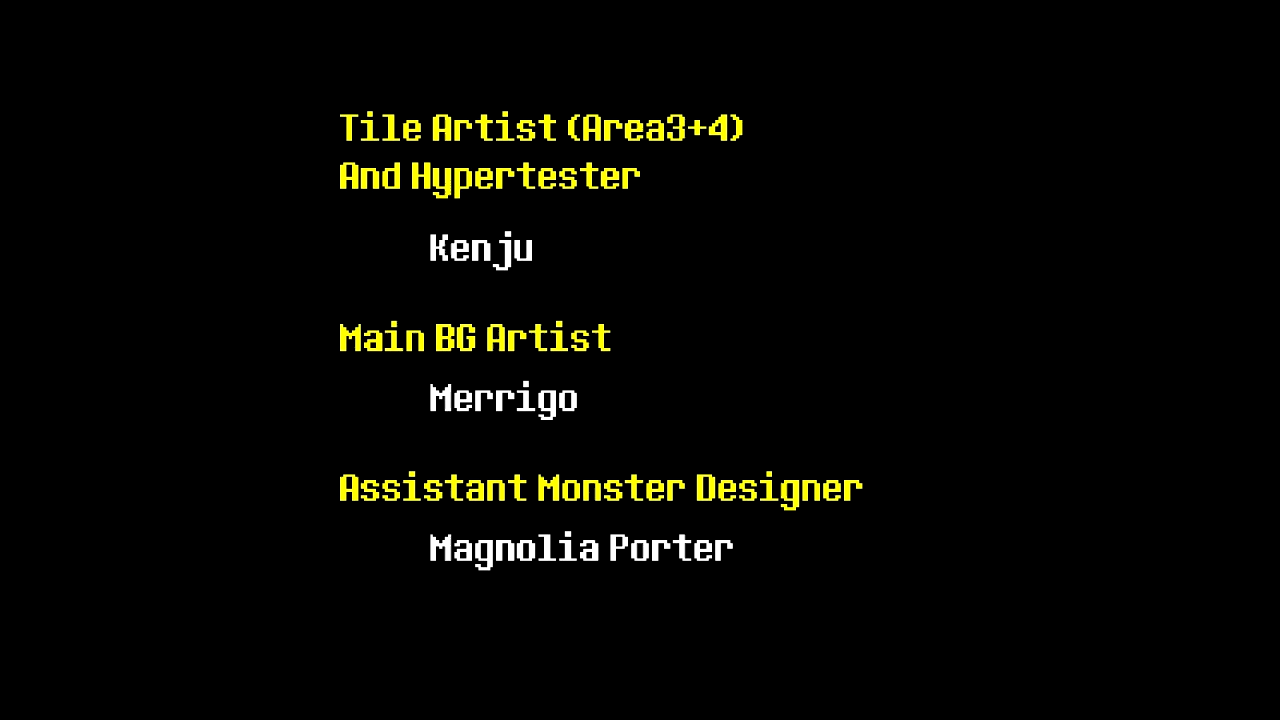 Tile Artist (Area3+4)
And Hypertester
Kenju
Main BG Artist
Merrigo
Assistant Monster Designer
Magnolia Porter